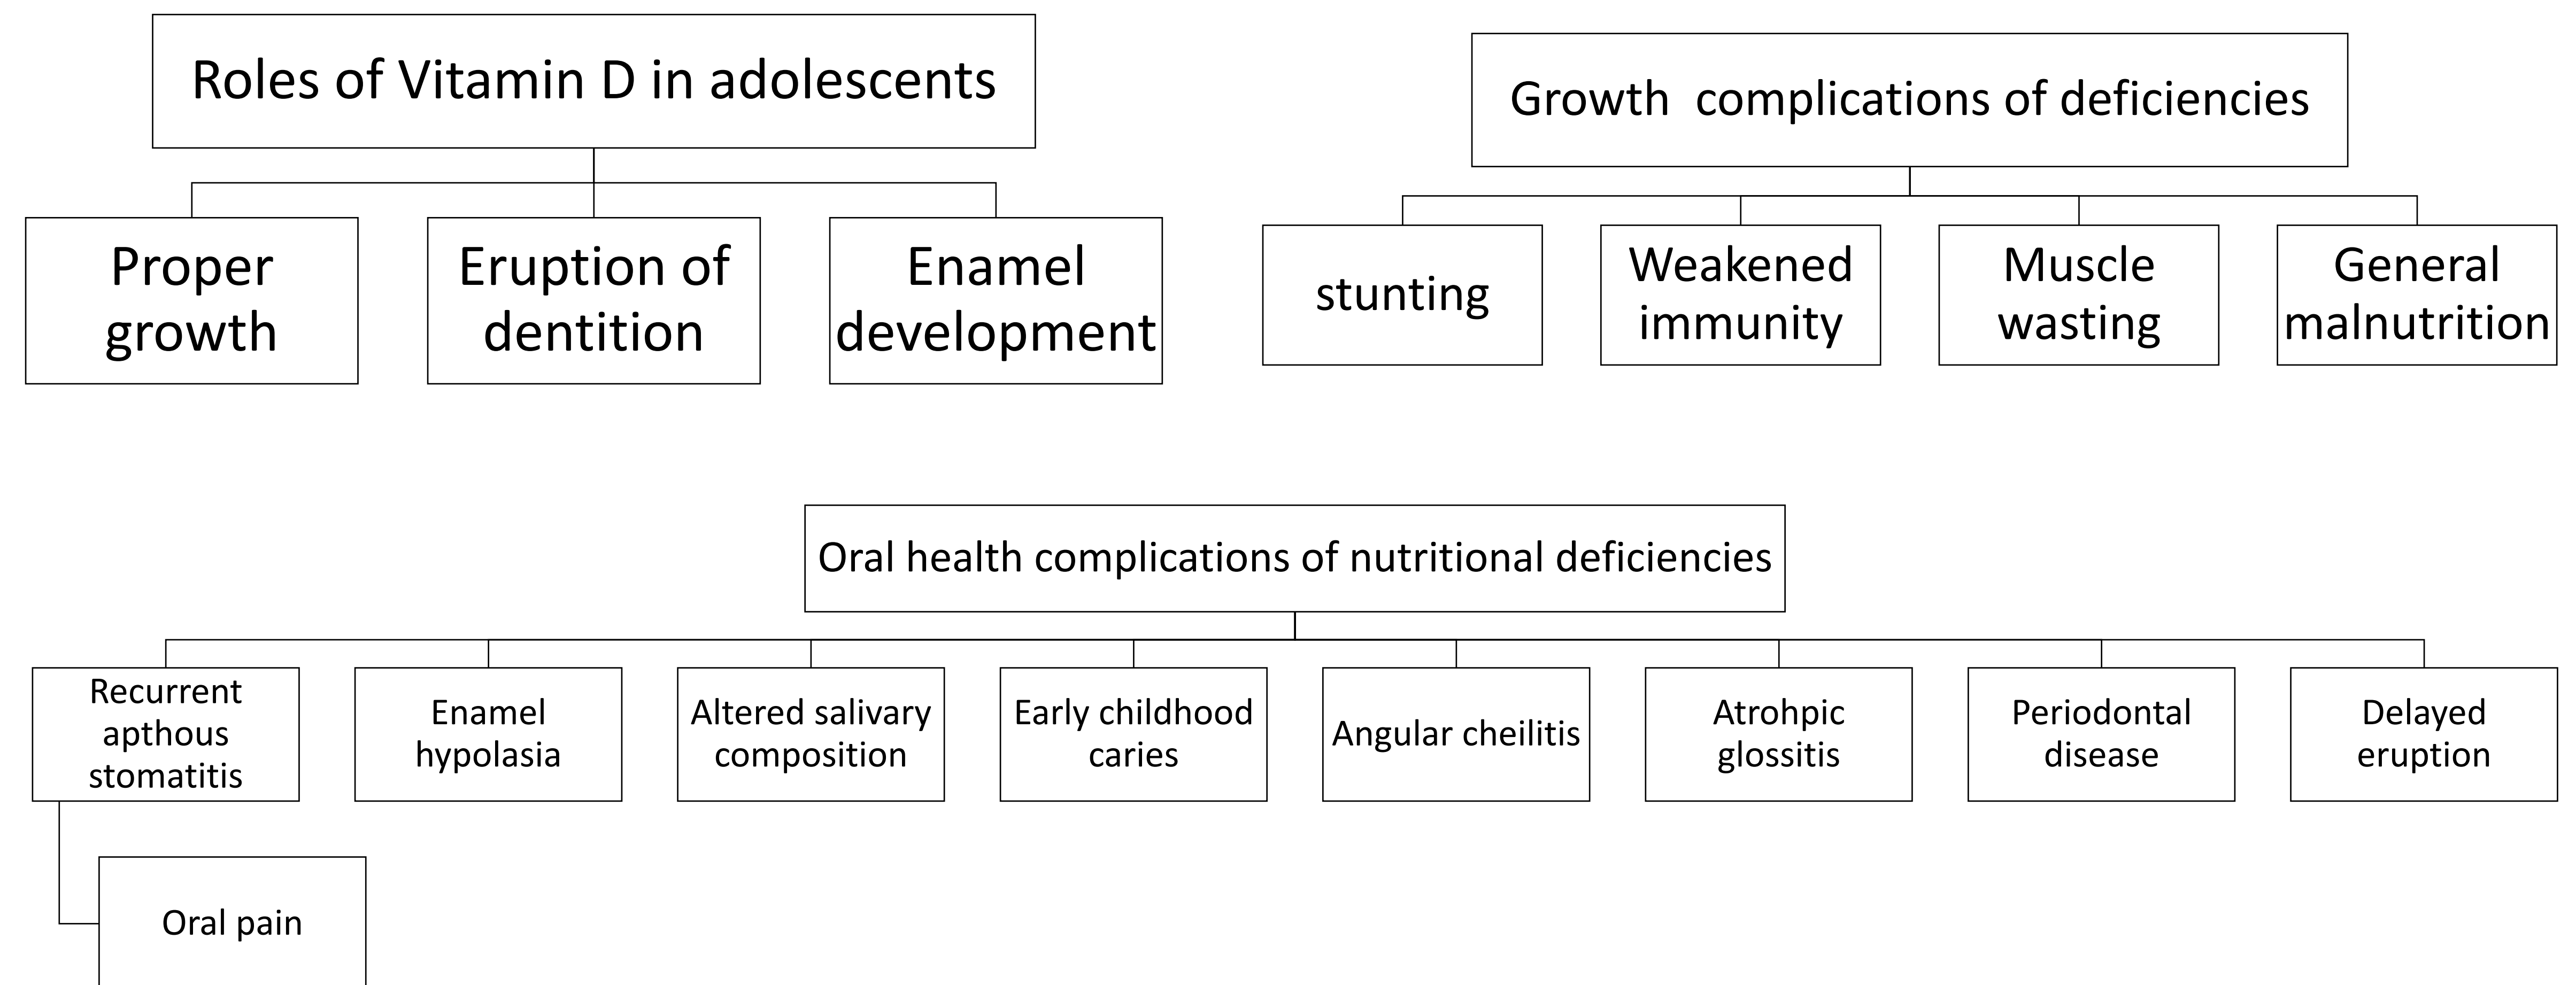 Roles of Vitamin D in adolescents
Proper
growth
Eruption of
dentition
Enamel
development
Growth  complications of deficiencies
stunting
Weakened
immunity
Muscle
wasting
General
malnutrition
Oral health complications of nutritional deficiencies
Recurrent
apthous
stomatitis
Enamel
hypolasia
Altered salivary
composition
Early childhood
caries
Angular cheilitis
Atrohpic
glossitis
Periodontal
disease
Delayed
eruption
Oral pain